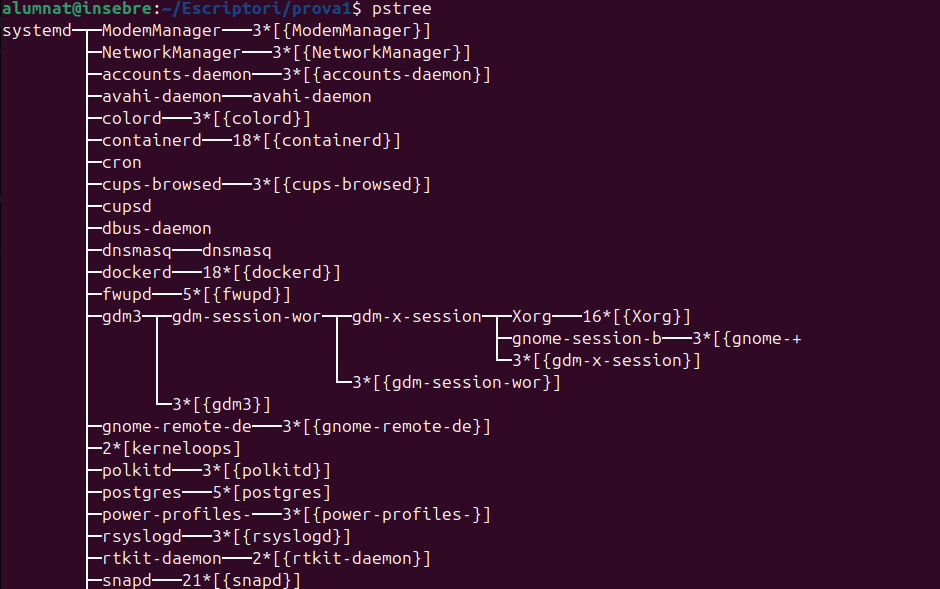 alumnat@insebre:~/Escriptori/prova1$ pstree
systemd─┬─ModemManager───3*[{ModemManager}]
        ├─NetworkManager───3*[{NetworkManager}]
        ├─accounts-daemon───3*[{accounts-daemon}]
        ├─avahi-daemon───avahi-daemon
        ├─colord───3*[{colord}]
        ├─containerd───18*[{containerd}]
        ├─cron
        ├─cups-browsed───3*[{cups-browsed}]
        ├─cupsd
        ├─dbus-daemon
        ├─dnsmasq───dnsmasq
        ├─dockerd───18*[{dockerd}]
        ├─fwupd───5*[{fwupd}]
        ├─gdm3─┬─gdm-session-wor─┬─gdm-x-session─┬─Xorg───16*[{Xorg}]
        │      │                 │               ├─gnome-session-b───3*[{gnome-+
        │      │                 │               └─3*[{gdm-x-session}]
        │      │                 └─3*[{gdm-session-wor}]
        │      └─3*[{gdm3}]
        ├─gnome-remote-de───3*[{gnome-remote-de}]
        ├─2*[kerneloops]
        ├─polkitd───3*[{polkitd}]
        ├─postgres───5*[postgres]
        ├─power-profiles-───3*[{power-profiles-}]
        ├─rsyslogd───3*[{rsyslogd}]
        ├─rtkit-daemon───2*[{rtkit-daemon}]
        ├─snapd───21*[{snapd}]